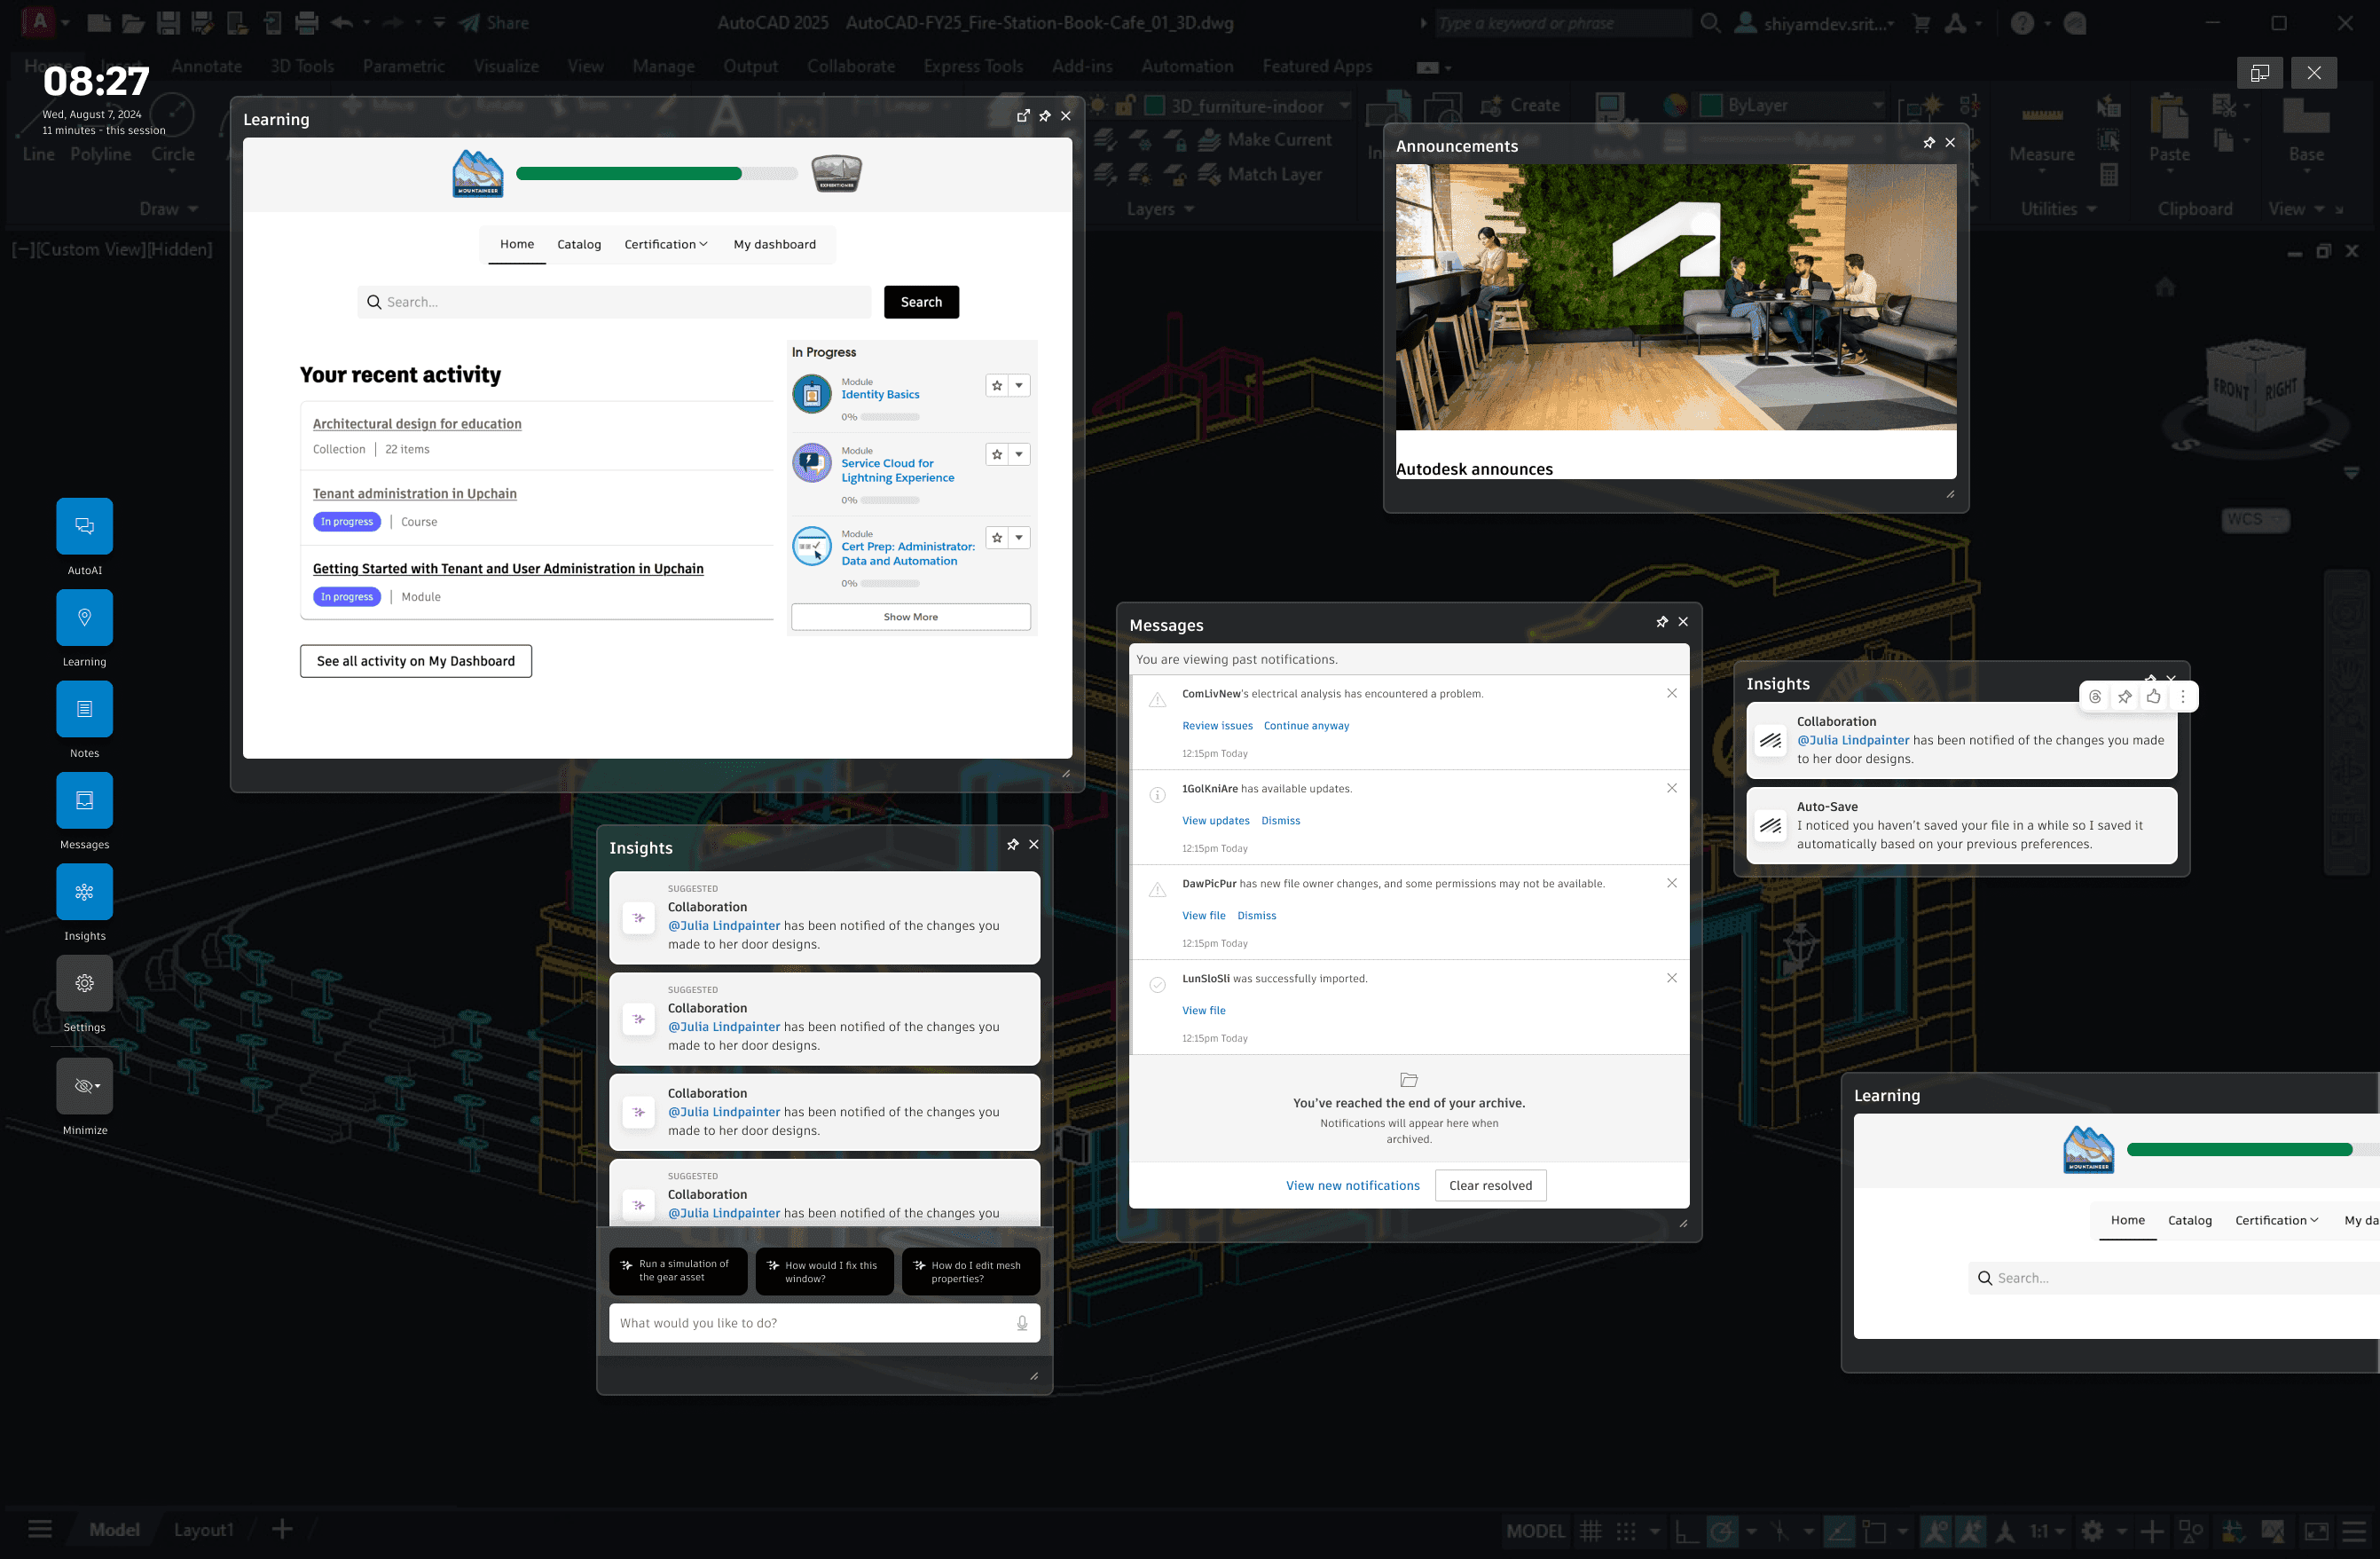 Share
AutoCAD 2025 AutoCAD-FY25_Fire-Station-Book-Cafe_01_3D.dwg
Type a keyword or phrase
shiyamdev.srit...
Home
Insert
Annotate
3D Tools
Parametric
Visualize
View
Manage
Output
Collaborate
Express Tools
Add-ins
Automation
Featured Apps
08:27
Wed, August 7, 2024
11 minutes - this session
Line
Polyline
Circle
Draw
Move
Rotate
3D_furniture-indoor
Make Current
Match Layer
Layers
Create
ByLayer
Measure
Utilities
Paste
Clipboard
Base
View
[−][Custom View][Hidden]
Learning
MOUNTAINEER
EXPEDITIONER
Home
Catalog
Certification
My dashboard
Search...
Search
Your recent activity
Architectural design for education
Collection | 22 items
Tenant administration in Upchain
In progress | Course
Getting Started with Tenant and User Administration in Upchain
In progress | Module
See all activity on My Dashboard
In Progress
Module
Identity Basics
0%
Module
Service Cloud for
Lightning Experience
0%
Module
Cert Prep: Administrator:
Data and Automation
0%
Show More
Announcements
Autodesk announces
FRONT
RIGHT
S
E
WCS
AutoAI
Learning
Notes
Messages
Insights
Settings
Minimize
Messages
You are viewing past notifications.
ComLivNew's electrical analysis has encountered a problem.
Review issues Continue anyway
12:15pm Today
1GolKniAre has available updates.
View updates Dismiss
12:15pm Today
DawPicPur has new file owner changes, and some permissions may not be available.
View file Dismiss
12:15pm Today
LunSloSli was successfully imported.
View file
12:15pm Today
You've reached the end of your archive.
Notifications will appear here when
archived.
View new notifications
Clear resolved
Insights
Collaboration
@Julia Lindpainter has been notified of the changes you made
to her door designs.
Auto-Save
I noticed you haven't saved your file in a while so I saved it
automatically based on your previous preferences.
Insights
SUGGESTED
Collaboration
@Julia Lindpainter has been notified of the changes you
made to her door designs.
SUGGESTED
Collaboration
@Julia Lindpainter has been notified of the changes you
made to her door designs.
Collaboration
@Julia Lindpainter has been notified of the changes you
made to her door designs.
SUGGESTED
Collaboration
@Julia Lindpainter has been notified of the changes you
Run a simulation of
the gear asset
How would I fix this
window?
How do I edit mesh
properties?
What would you like to do?
Learning
MOUNTAINEER
Home
Catalog
Certification
My da
Search...
Model
Layout1
MODEL
1:1